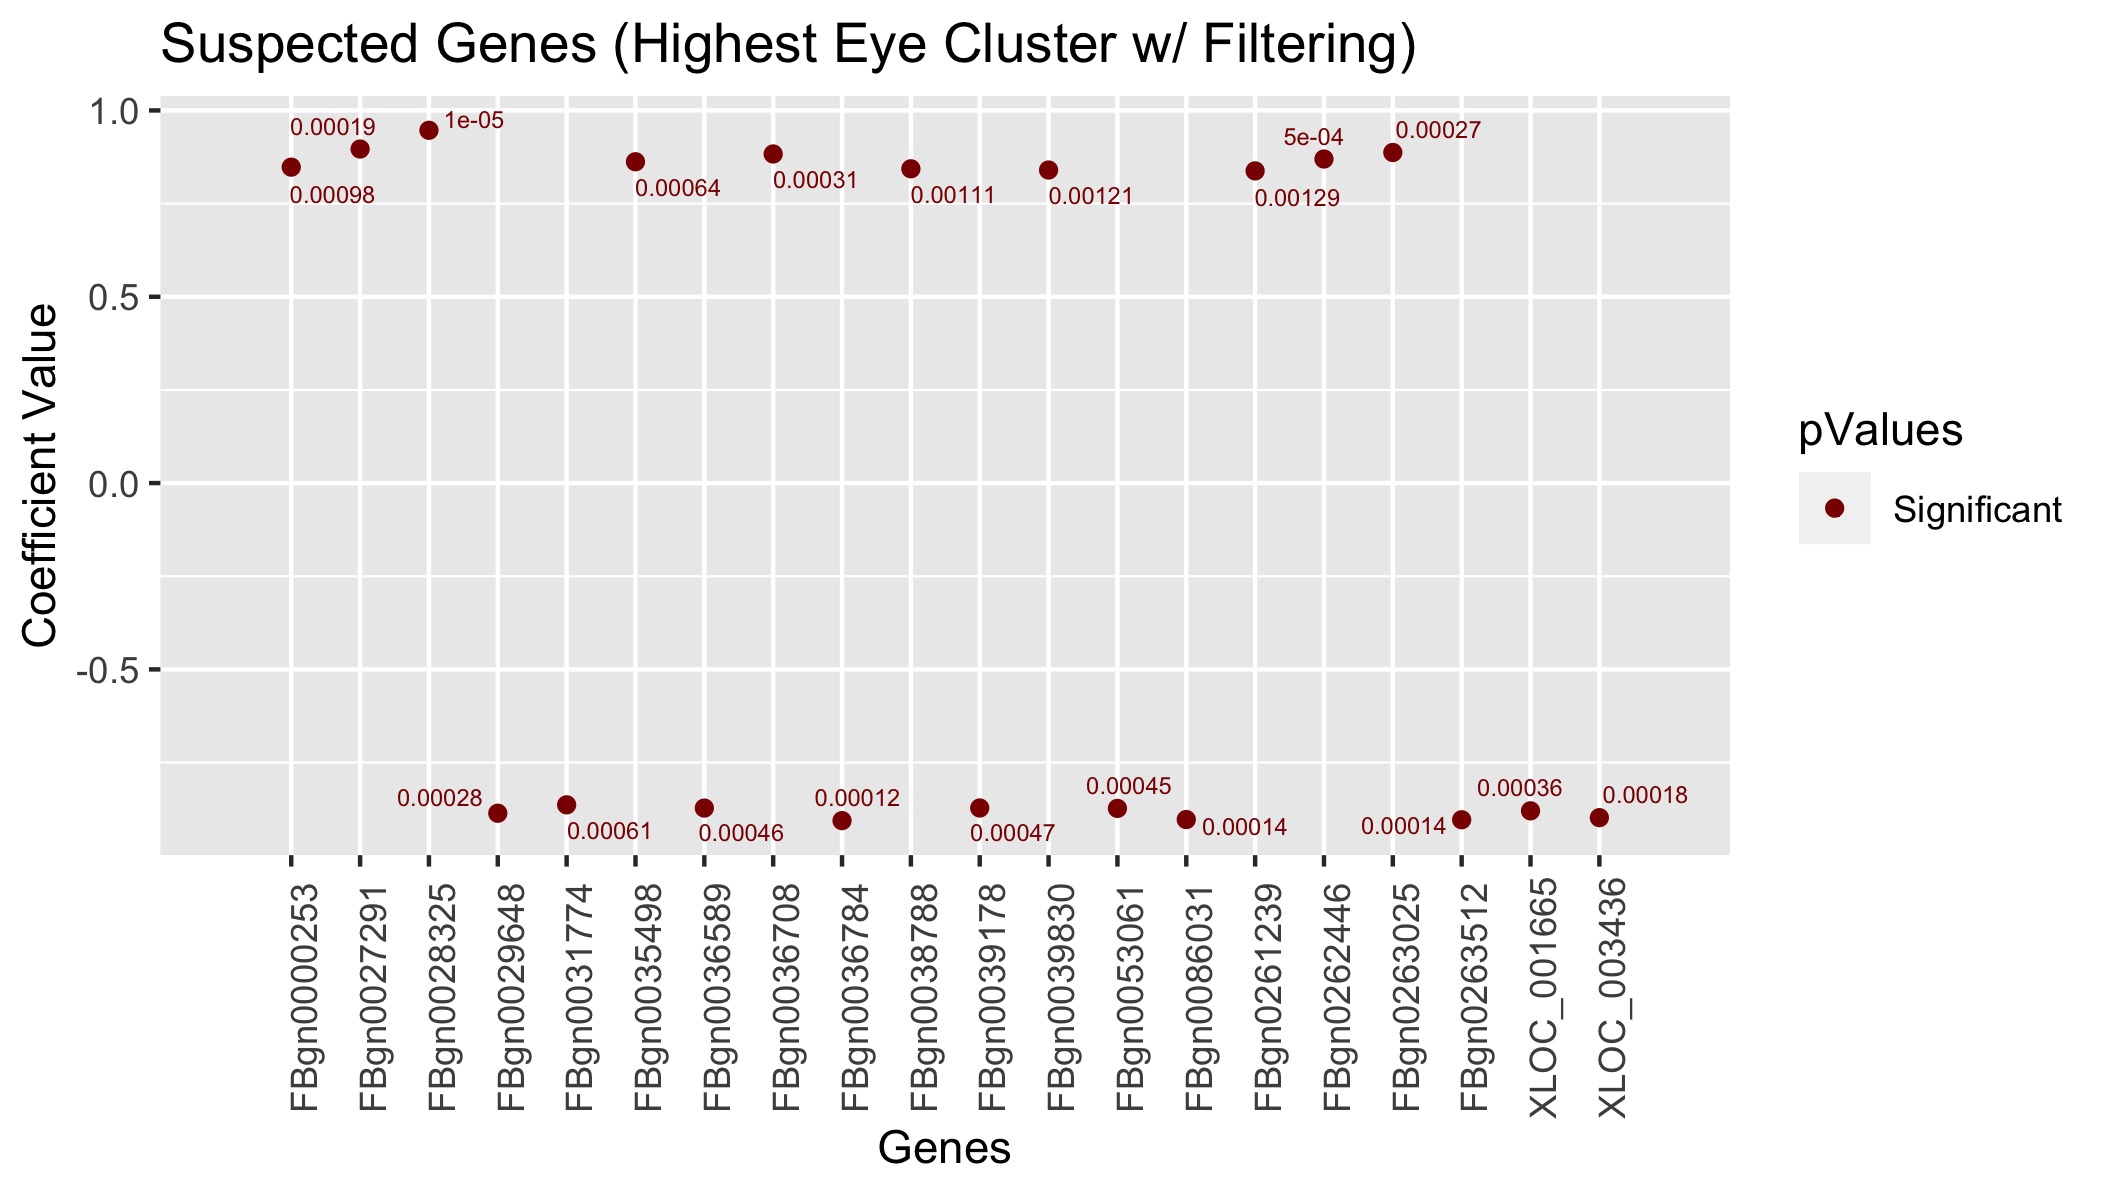 Suspected Genes (Highest Eye Cluster w/ Filtering)
Coefficient Value
1.0
0.5
0.0
-0.5
0.00019
1e-05
0.00098
0.00064
0.00031
0.00111
0.00121
5e-04
0.00027
0.00129
0.00028
0.00061
0.00046
0.00012
0.00047
0.00045
0.00014
0.00014
0.00036
0.00018
FBgn0000253
FBgn0027291
FBgn0028325
FBgn0029648
FBgn0031774
FBgn0035498
FBgn0036589
FBgn0036708
FBgn0036784
FBgn0038788
FBgn0039178
FBgn0039830
FBgn0053061
FBgn0086031
FBgn0261239
FBgn0262446
FBgn0263025
FBgn0263512
XLOC_001665
XLOC_003436
Genes
pValues
Significant